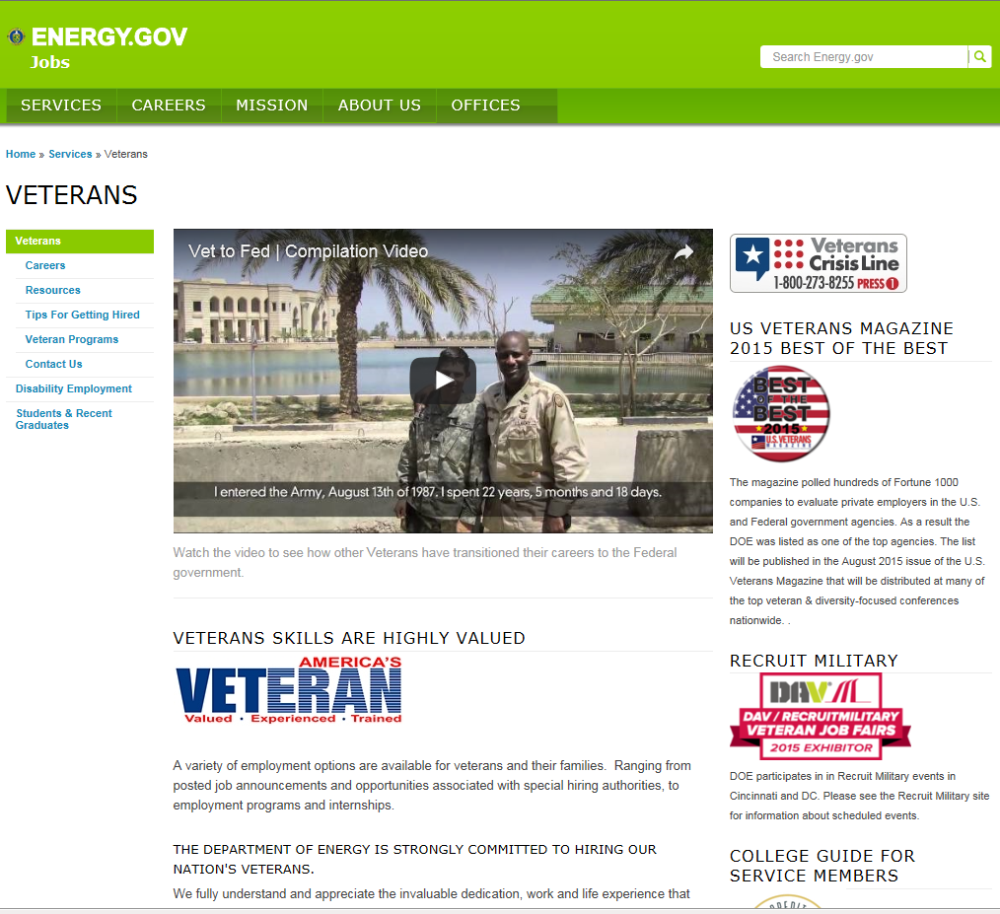 ENERGY.GOV
Jobs
Search Energy.gov
SERVICES CAREERS MISSION ABOUT US OFFICES
Home » Services » Veterans
VETERANS
Veterans
Careers
Resources
Tips For Getting Hired
Veteran Programs
Contact Us
Disability Employment
Students & Recent
Graduates
Vet to Fed | Compilation Video
I entered the Army, August 13th of 1987. I spent 22 years, 5 months and 18 days.
Watch the video to see how other Veterans have transitioned their careers to the Federal
government.
VETERANS SKILLS ARE HIGHLY VALUED
AMERICA'S
VETERAN
Valued · Experienced · Trained
A variety of employment options are available for veterans and their families. Ranging from
posted job announcements and opportunities associated with special hiring authorities, to
employment programs and internships.
THE DEPARTMENT OF ENERGY IS STRONGLY COMMITTED TO HIRING OUR
NATION'S VETERANS.
We fully understand and appreciate the invaluable dedication, work and life experience that
Veterans
Crisis Line
1-800-273-8255 PRESS 1
US VETERANS MAGAZINE
2015 BEST OF THE BEST
BEST
OF THE
BEST
2015
U.S. VETERANS
MAGAZINE
The magazine polled hundreds of Fortune 1000
companies to evaluate private employers in the U.S.
and Federal government agencies. As a result the
DOE was listed as one of the top agencies. The list
will be published in the August 2015 issue of the U.S.
Veterans Magazine that will be distributed at many of
the top veteran & diversity-focused conferences
nationwide. .
RECRUIT MILITARY
DAV
DAV / RECRUITMILITARY
VETERAN JOB FAIRS
2015 EXHIBITOR
DOE participates in in Recruit Military events in
Cincinnati and DC. Please see the Recruit Military site
for information about scheduled events.
COLLEGE GUIDE FOR
SERVICE MEMBERS